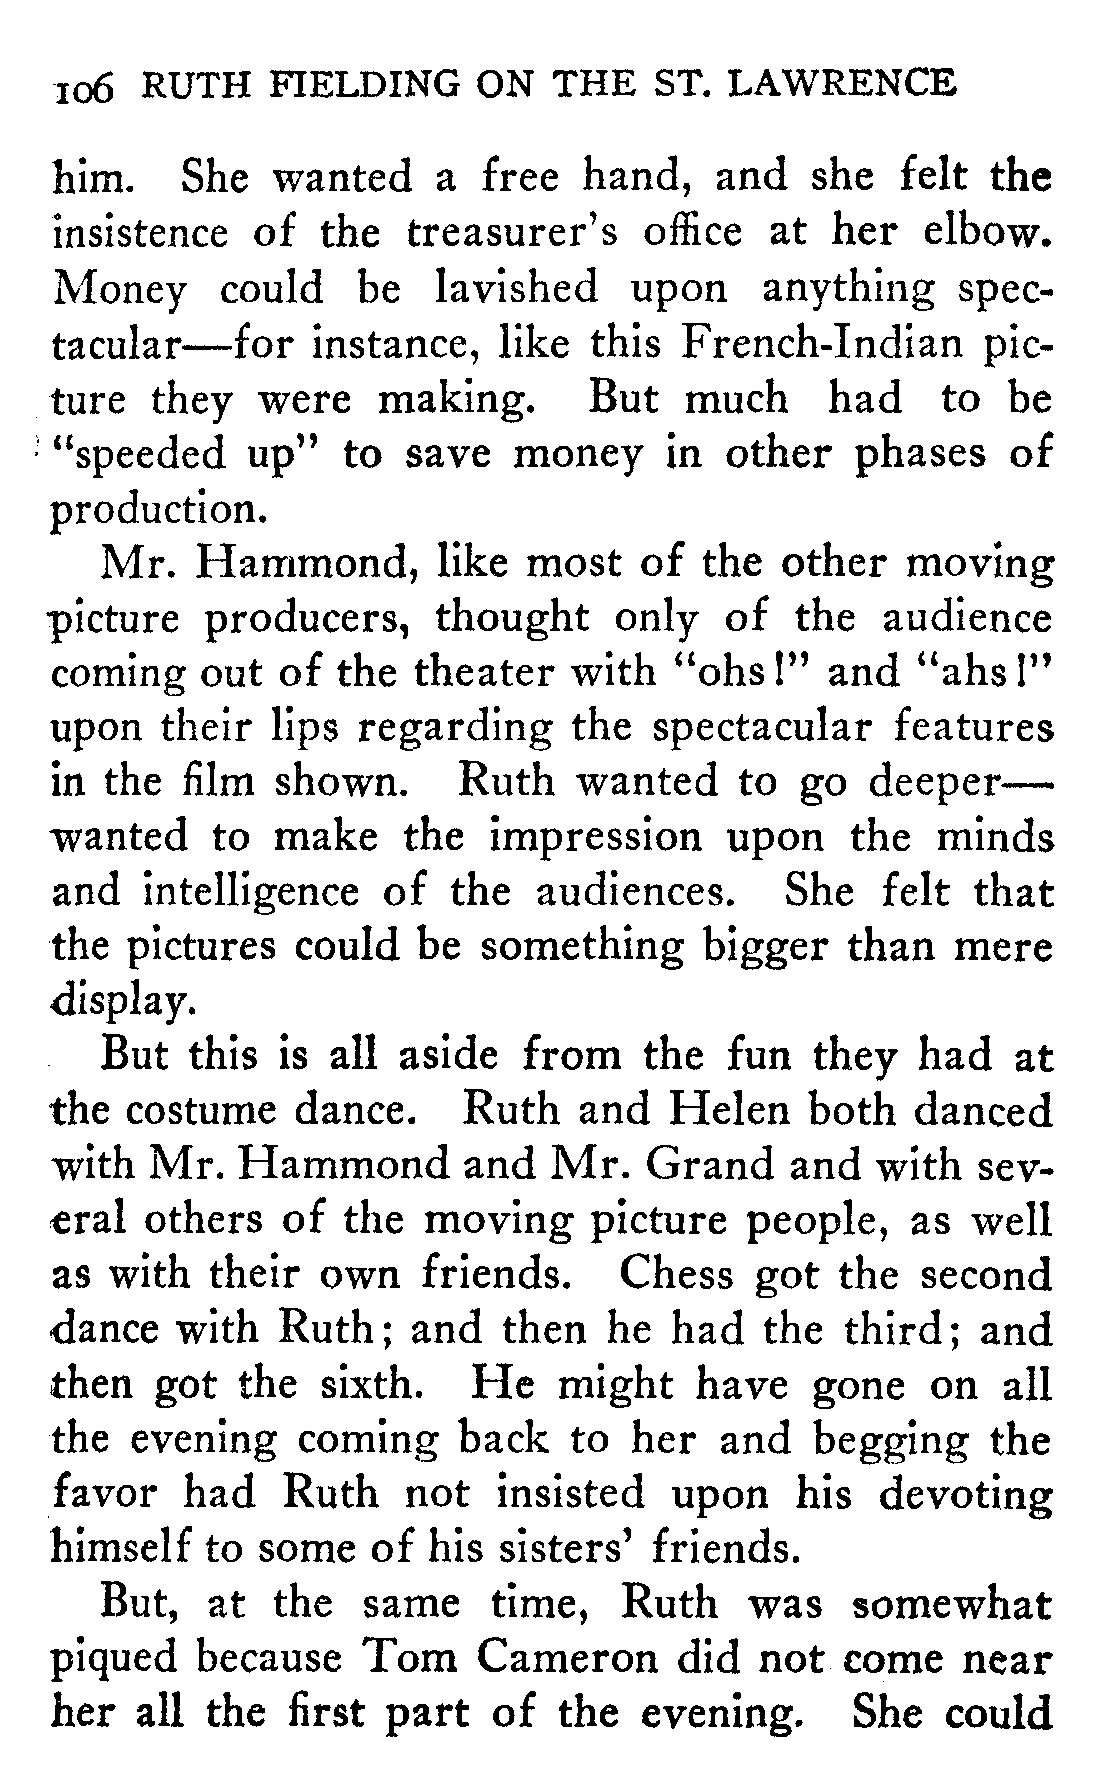 106 RUTH FIELDING ON THE ST. LAWRENCE
him. She wanted a free hand, and she felt the
insistence of the treasurer's office at her elbow.
Money could be lavished upon anything spec-
tacular—for instance, like this French-Indian pic-
ture they were making. But much had to be
"speeded up" to save money in other phases of
production.
Mr. Hammond, like most of the other moving
picture producers, thought only of the audience
coming out of the theater with "ohs!" and "ahs!"
upon their lips regarding the spectacular features
in the film shown. Ruth wanted to go deeper—
wanted to make the impression upon the minds
and intelligence of the audiences. She felt that
the pictures could be something bigger than mere
display.
But this is all aside from the fun they had at
the costume dance. Ruth and Helen both danced
with Mr. Hammond and Mr. Grand and with sev-
eral others of the moving picture people, as well
as with their own friends. Chess got the second
dance with Ruth; and then he had the third; and
then got the sixth. He might have gone on all
the evening coming back to her and begging the
favor had Ruth not insisted upon his devoting
himself to some of his sisters' friends.
But, at the same time, Ruth was somewhat
piqued because Tom Cameron did not come near
her all the first part of the evening. She could